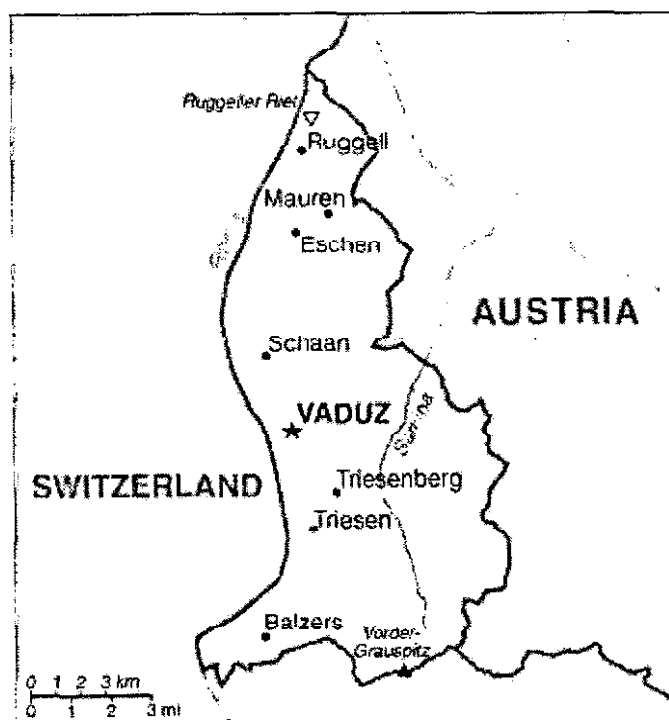 Ruggeller Riet
Ruggell
Mauren
Eschen
Schaan
AUSTRIA
VADUZ
SWITZERLAND
Triesenberg
Triesen
Balzers
Vorder-
Grauspitz
0 1 2 3 km
0 1 2 3 mi